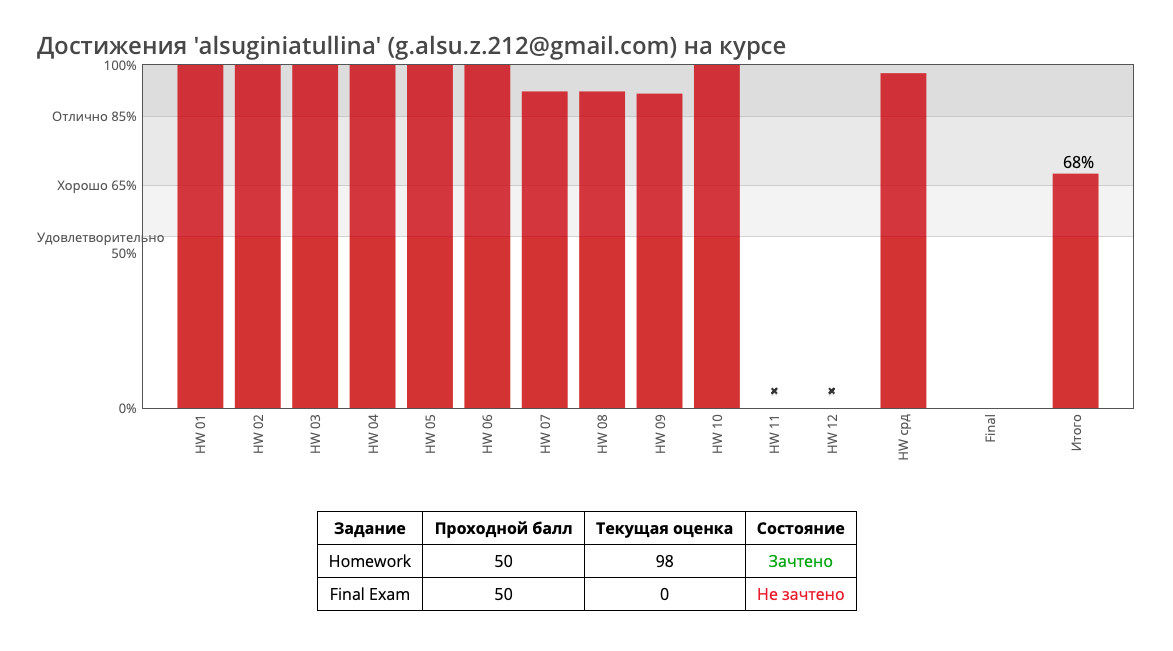 Достижения 'alsuginiatullina' (g.alsu.z.212@gmail.com) на курсе
100%
Отлично 85%
Хорошо 65%
Удовлетворительно
50%
0%
68%
HW 01
HW 02
HW 03
HW 04
HW 05
HW 06
HW 07
HW 08
HW 09
HW 10
HW 11
HW 12
HW срд
Final
Итого
Задание Проходной балл Текущая оценка Состояние
Homework 50 98 Зачтено
Final Exam 50 0 Не зачтено